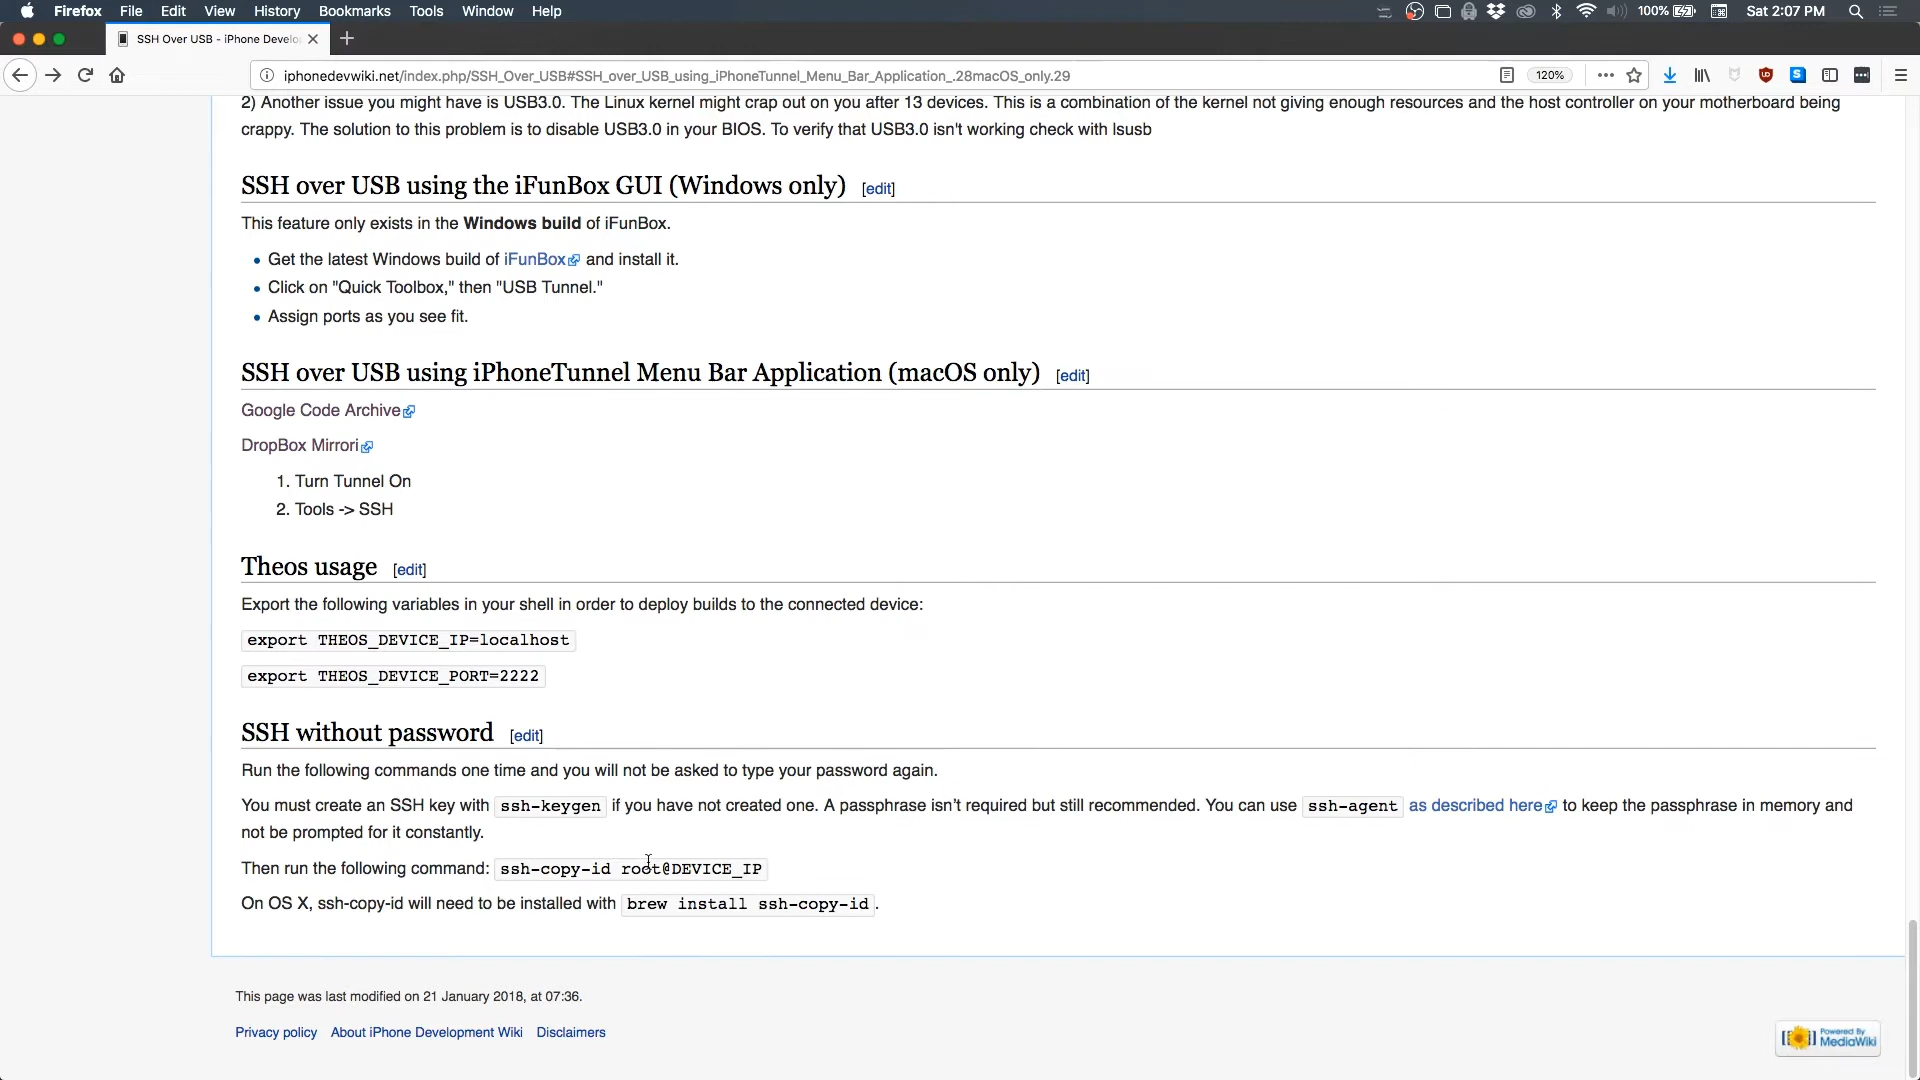 Firefox File Edit View History Bookmarks Tools Window Help 100% Sat 2:07 PM
SSH Over USB - iPhone Develo
iphonedevwiki.net/index.php/SSH_Over_USB#SSH_over_USB_using_iPhoneTunnel_Menu_Bar_Application_.28macOS_only.29 120%
2) Another issue you might have is USB3.0. The Linux kernel might crap out on you after 13 devices. This is a combination of the kernel not giving enough resources and the host controller on your motherboard being
crappy. The solution to this problem is to disable USB3.0 in your BIOS. To verify that USB3.0 isn't working check with lsusb
SSH over USB using the iFunBox GUI (Windows only) [edit]
This feature only exists in the Windows build of iFunBox.
• Get the latest Windows build of iFunBox and install it.
• Click on "Quick Toolbox," then "USB Tunnel."
• Assign ports as you see fit.
SSH over USB using iPhoneTunnel Menu Bar Application (macOS only) [edit]
Google Code Archive
DropBox Mirrori
1. Turn Tunnel On
2. Tools -> SSH
Theos usage [edit]
Export the following variables in your shell in order to deploy builds to the connected device:
export THEOS_DEVICE_IP=localhost
export THEOS_DEVICE_PORT=2222
SSH without password [edit]
Run the following commands one time and you will not be asked to type your password again.
You must create an SSH key with ssh-keygen if you have not created one. A passphrase isn't required but still recommended. You can use ssh-agent as described here to keep the passphrase in memory and
not be prompted for it constantly.
Then run the following command: ssh-copy-id root@DEVICE_IP
On OS X, ssh-copy-id will need to be installed with brew install ssh-copy-id.
This page was last modified on 21 January 2018, at 07:36.
Privacy policy About iPhone Development Wiki Disclaimers
Powered By
MediaWiki